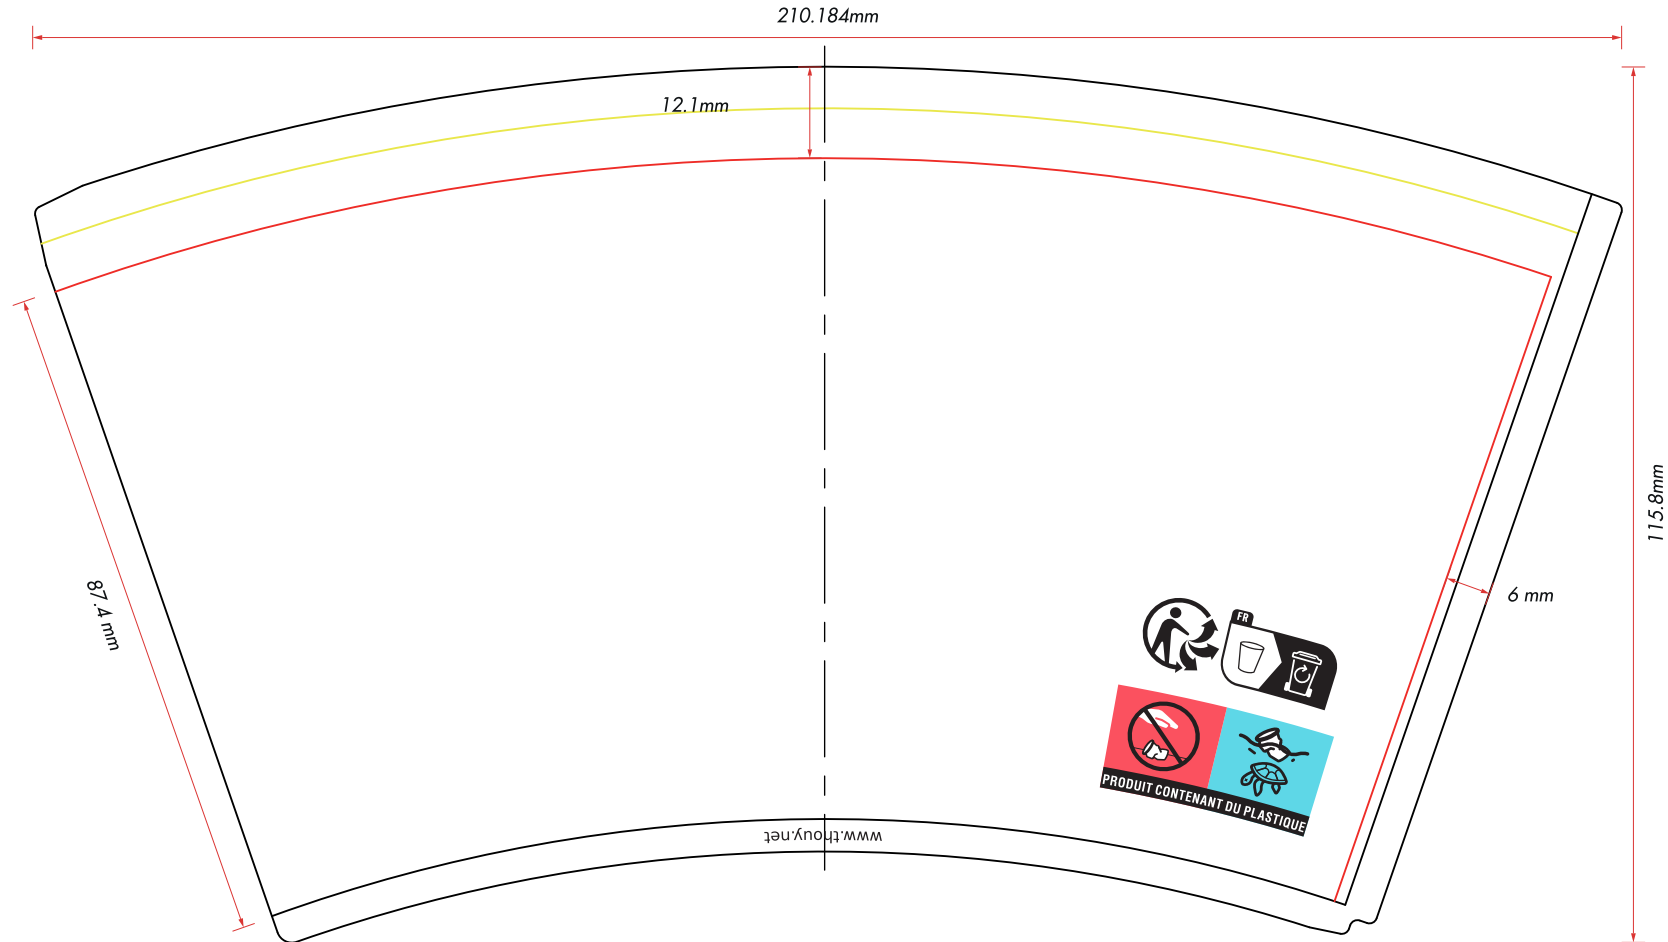 210.184mm
12.1mm
115.8mm
87.4 mm
6 mm
FR
PRODUIT CONTENANT DU PLASTIQUE
www.thouy.net